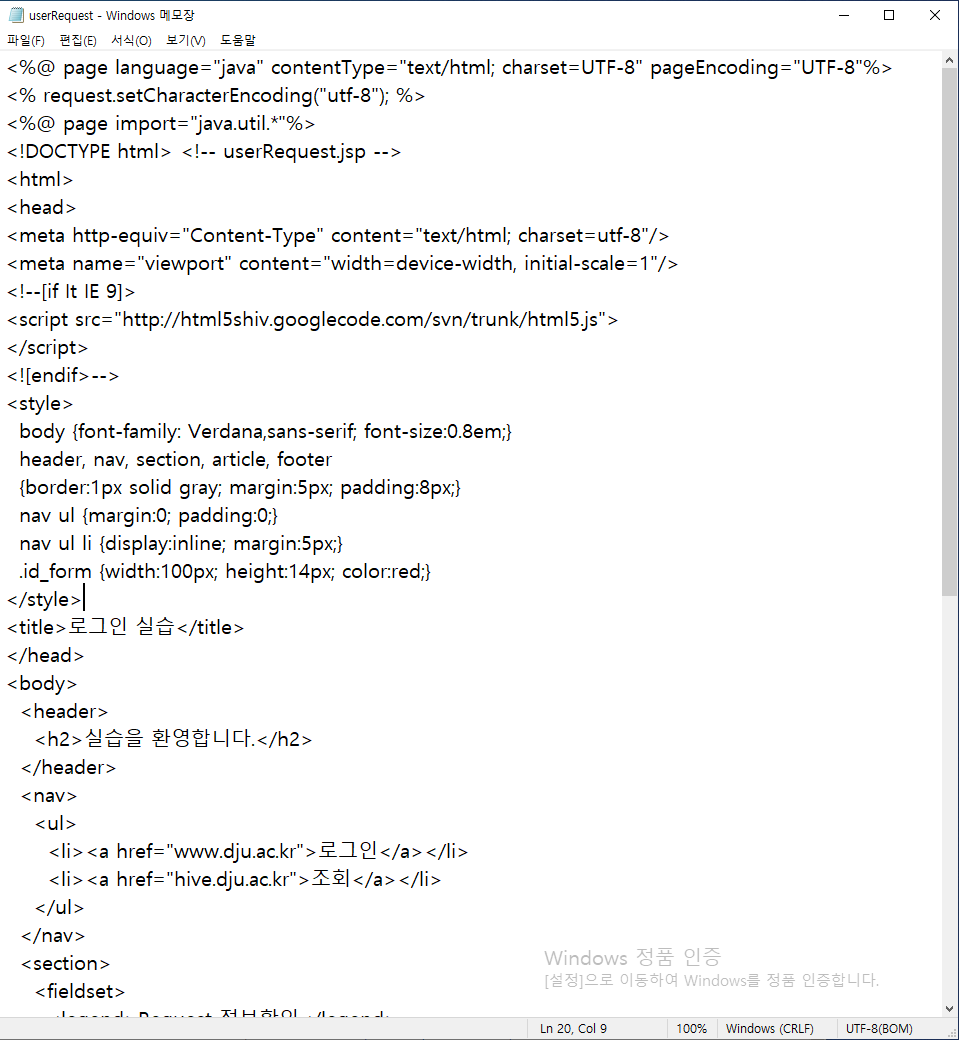 userRequest - Windows 메모장
파일(F) 편집(E) 서식(O) 보기(V) 도움말
<%@ page language="java" contentType="text/html; charset=UTF-8" pageEncoding="UTF-8"%>
<% request.setCharacterEncoding("utf-8"); %>
<%@ page import="java.util.*"%>
<!DOCTYPE html> <!-- userRequest.jsp -->
<html>
<head>
<meta http-equiv="Content-Type" content="text/html; charset=utf-8"/>
<meta name="viewport" content="width=device-width, initial-scale=1"/>
<!--[if lt IE 9]>
<script src="http://html5shiv.googlecode.com/svn/trunk/html5.js">
</script>
<![endif>-->
<style>
  body {font-family: Verdana,sans-serif; font-size:0.8em;}
  header, nav, section, article, footer
  {border:1px solid gray; margin:5px; padding:8px;}
  nav ul {margin:0; padding:0;}
  nav ul li {display:inline; margin:5px;}
  .id_form {width:100px; height:14px; color:red;}
</style>
<title>로그인 실습</title>
</head>
<body>
  <header>
    <h2>실습을 환영합니다.</h2>
  </header>
  <nav>
    <ul>
      <li><a href="www.dju.ac.kr">로그인</a></li>
      <li><a href="hive.dju.ac.kr">조회</a></li>
    </ul>
  </nav>
  <section>
    <fieldset>
      <legend> Request 정보확인 </legend>
Windows 정품 인증
[설정]으로 이동하여 Windows를 정품 인증합니다.
Ln 20, Col 9 100% Windows (CRLF) UTF-8(BOM)